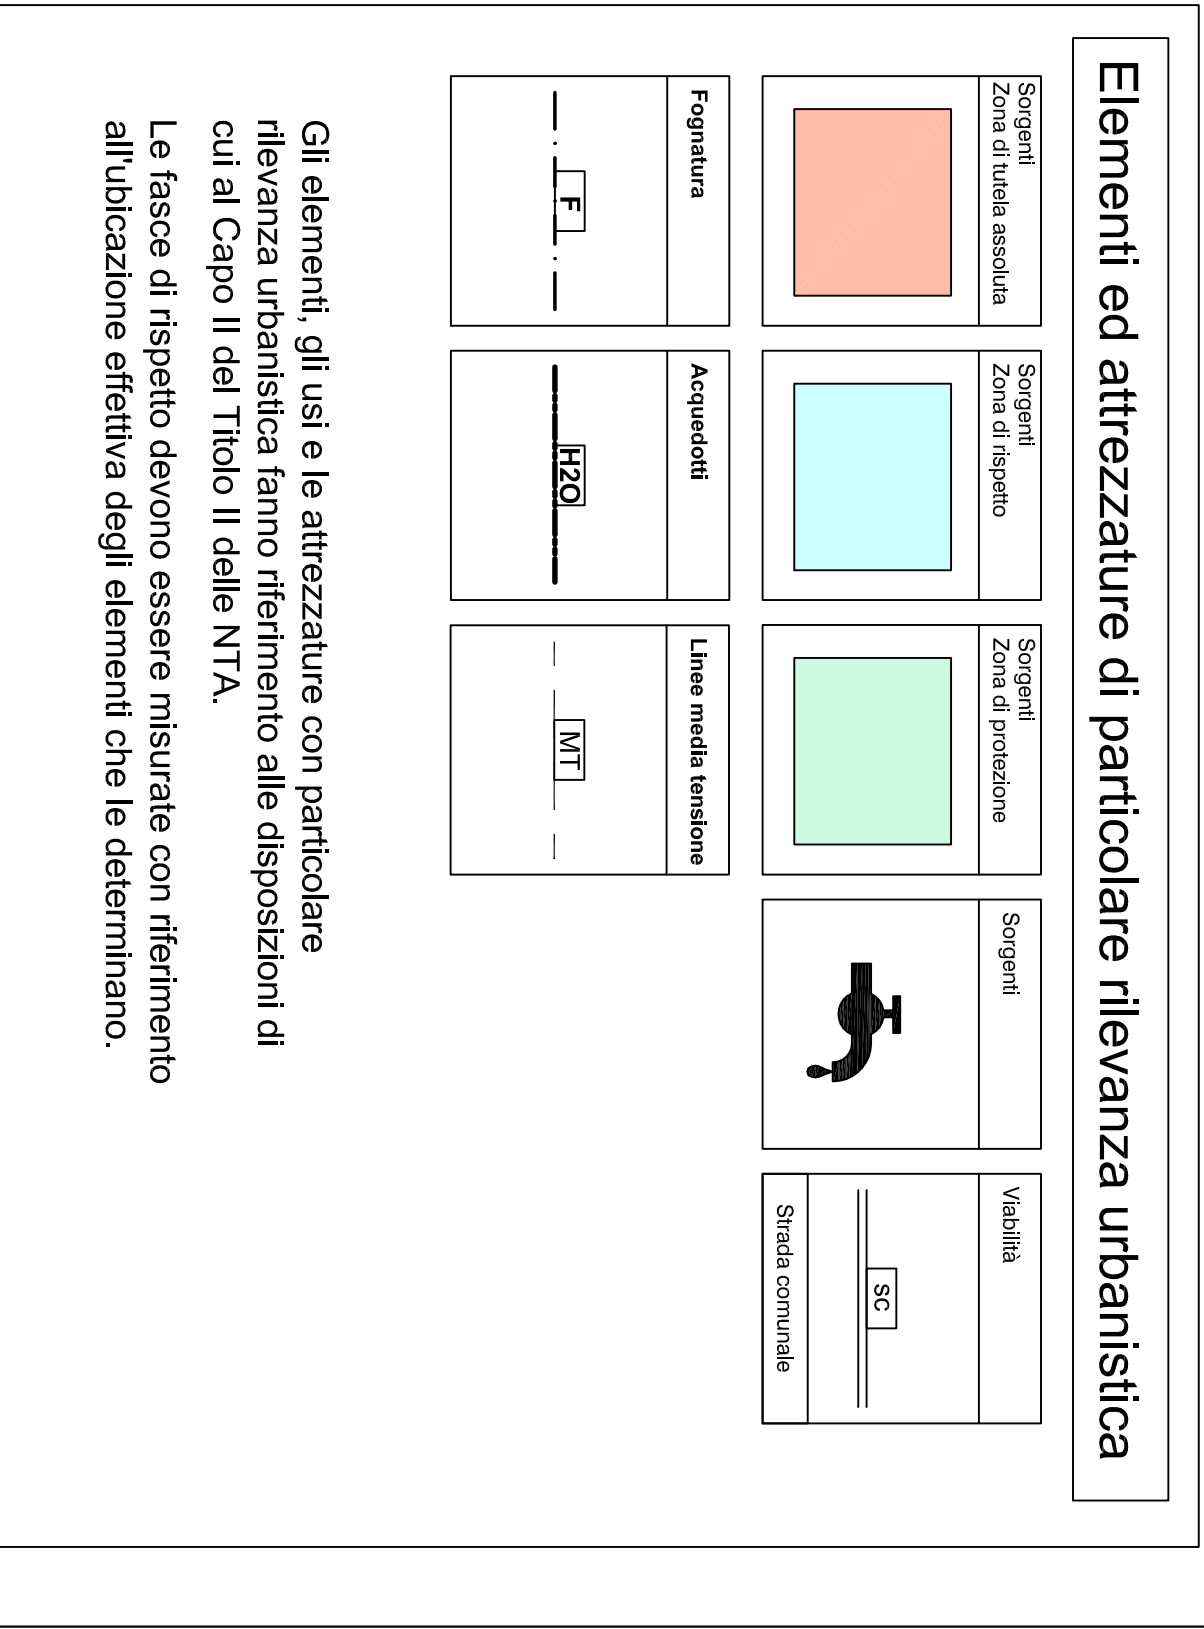 Elementi ed attrezzature di particolare rilevanza urbanistica
Sorgenti
Zona di tutela assoluta
Sorgenti
Zona di rispetto
Sorgenti
Zona di protezione
Sorgenti
Viabilità
sc
Strada comunale
Fognatura
F
Acquedotti
H2O
Linee media tensione
MT
Gli elementi, gli usi e le attrezzature con particolare
rilevanza urbanistica fanno riferimento alle disposizioni di
cui al Capo II del Titolo II delle NTA.
Le fasce di rispetto devono essere misurate con riferimento
all'ubicazione effettiva degli elementi che le determinano.